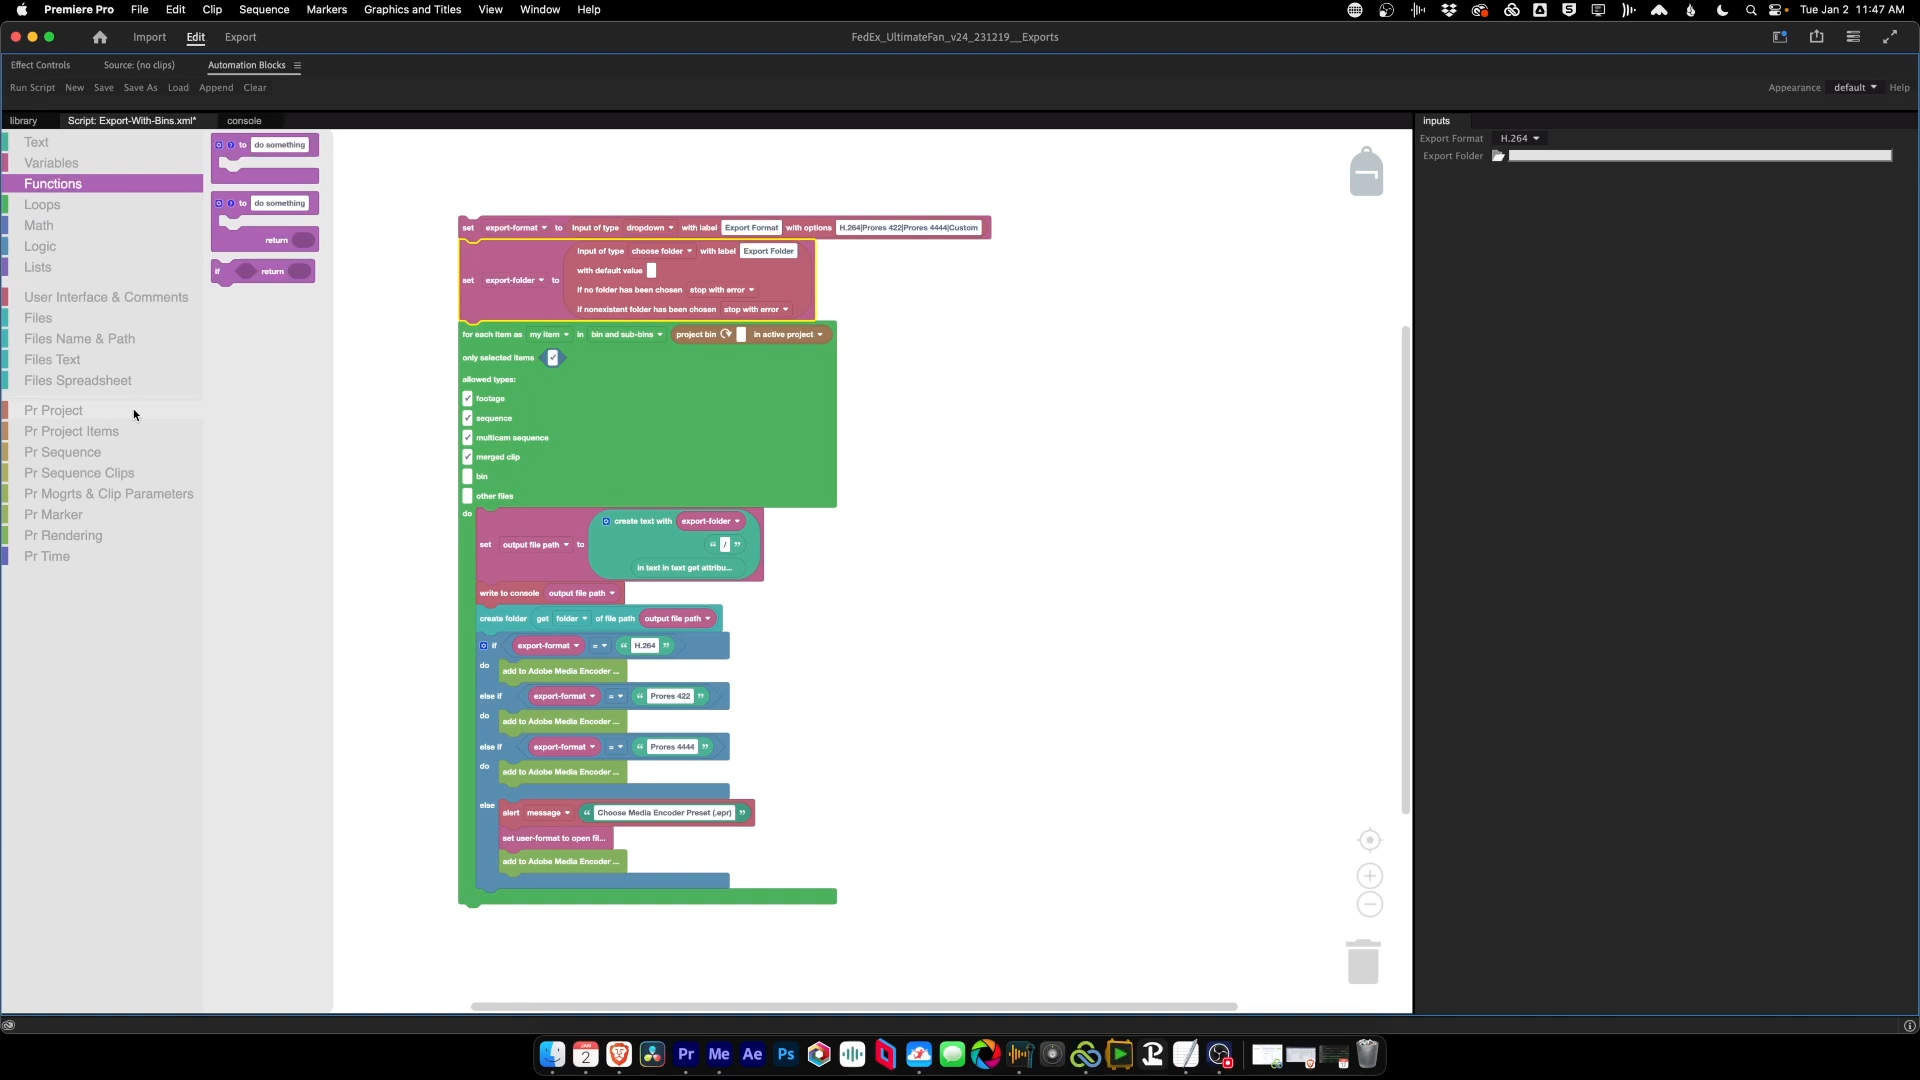 Premiere Pro File Edit Clip Sequence Markers Graphics and Titles View Window Help Tue Jan 2 11:47 AM
Import Edit Export FedEx_UltimateFan_v24_231219__Exports
Effect Controls Source: (no clips) Automation Blocks
Run Script New Save Save As Load Append Clear Appearance default Help
library Script: Export-With-Bins.xml* console inputs
Text
Variables
Functions
Loops
Math
Logic
Lists
User Interface & Comments
Files
Files Name & Path
Files Text
Files Spreadsheet
Pr Project
Pr Project Items
Pr Sequence
Pr Sequence Clips
Pr Mogrts & Clip Parameters
Pr Marker
Pr Rendering
Pr Time
to do something
to do something
return
if return
set export-format to Input of type dropdown with label Export Format with options H.264|Prores 422|Prores 4444|Custom
Input of type choose folder with label Export Folder
with default value
set export-folder to
if no folder has been chosen stop with error
if nonexistent folder has been chosen stop with error
for each item as my item in bin and sub-bins project bin in active project
only selected items
allowed types:
footage
sequence
multicam sequence
merged clip
bin
other files
do
create text with export-folder
set output file path to “ / ”
in text in text get attribu...
write to console output file path
create folder get folder of file path output file path
if export-format = “ H.264 ”
do add to Adobe Media Encoder ...
else if export-format = “ Prores 422 ”
do add to Adobe Media Encoder ...
else if export-format = “ Prores 4444 ”
do add to Adobe Media Encoder ...
else alert message “ Choose Media Encoder Preset (.epr) ”
set user-format to open fil...
add to Adobe Media Encoder ...
Export Format H.264
Export Folder
JAN
2
Pr Me Ae Ps